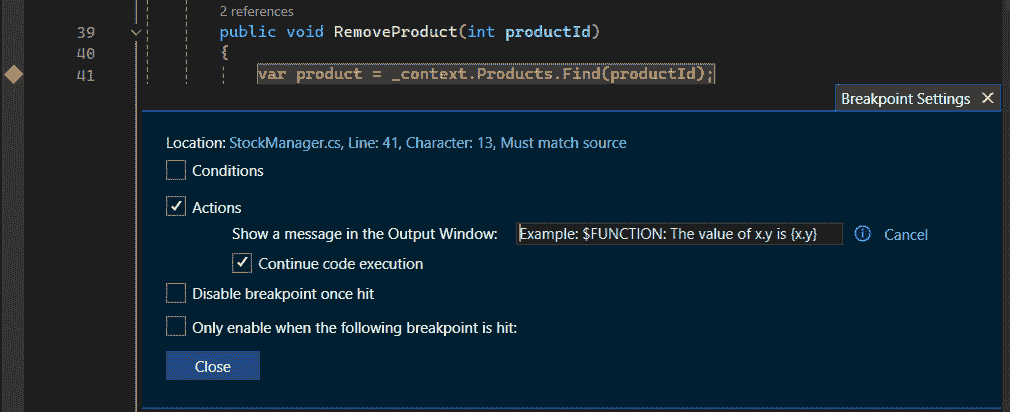 2 references
39 public void RemoveProduct(int productId)
40 {
41 var product = _context.Products.Find(productId);
Breakpoint Settings
Location: StockManager.cs, Line: 41, Character: 13, Must match source
Conditions
Actions
Show a message in the Output Window: Example: $FUNCTION: The value of x.y is {x.y} Cancel
Continue code execution
Disable breakpoint once hit
Only enable when the following breakpoint is hit:
Close